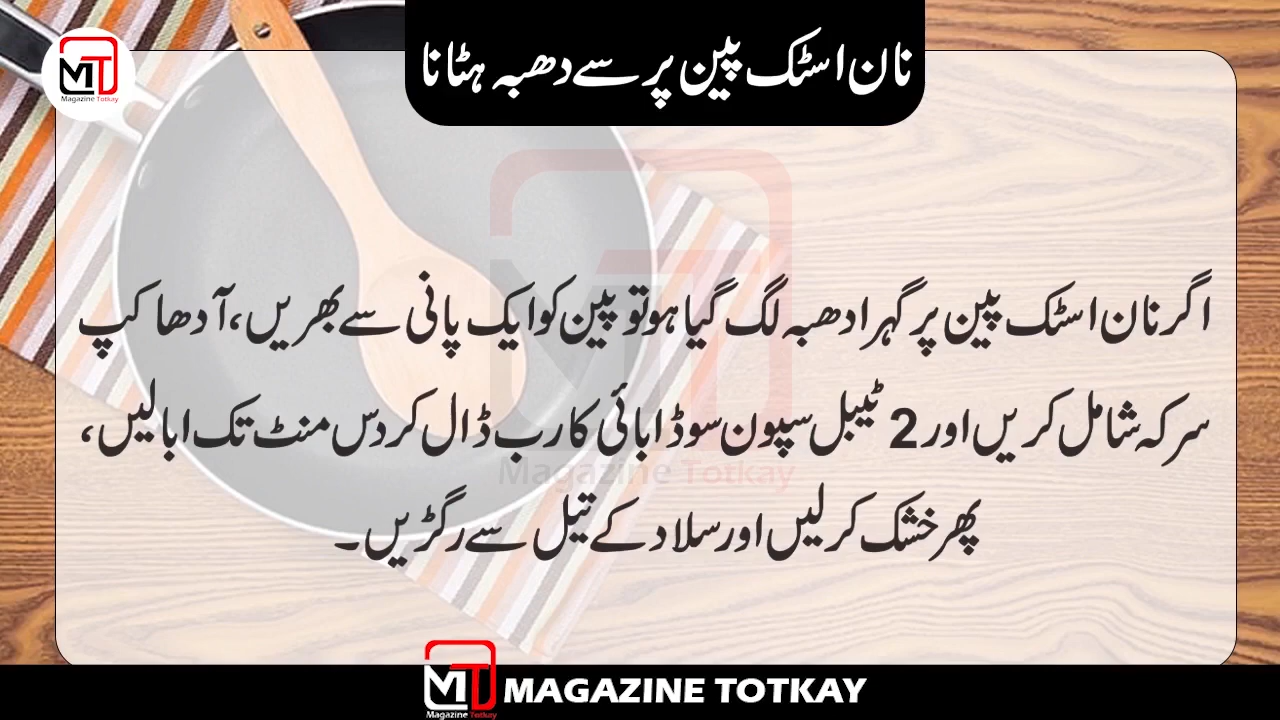 نان اسٹک پین پر سے دھبہ ہٹانا
MT
Magazine Totkay
اگر نان اسٹک پین پر گہرا دھبہ لگ گیا ہو تو پین کو ایک پانی سے بھریں، آدھا کپ
سرکہ شامل کریں اور 2 ٹیبل سپون سوڈا بائی کارب ڈال کر دس منٹ تک ابالیں،
پھر خشک کر لیں اور سلاد کے تیل سے رگڑیں۔
MT
Magazine Totkay
MT
Magazine Totkay
MAGAZINE TOTKAY